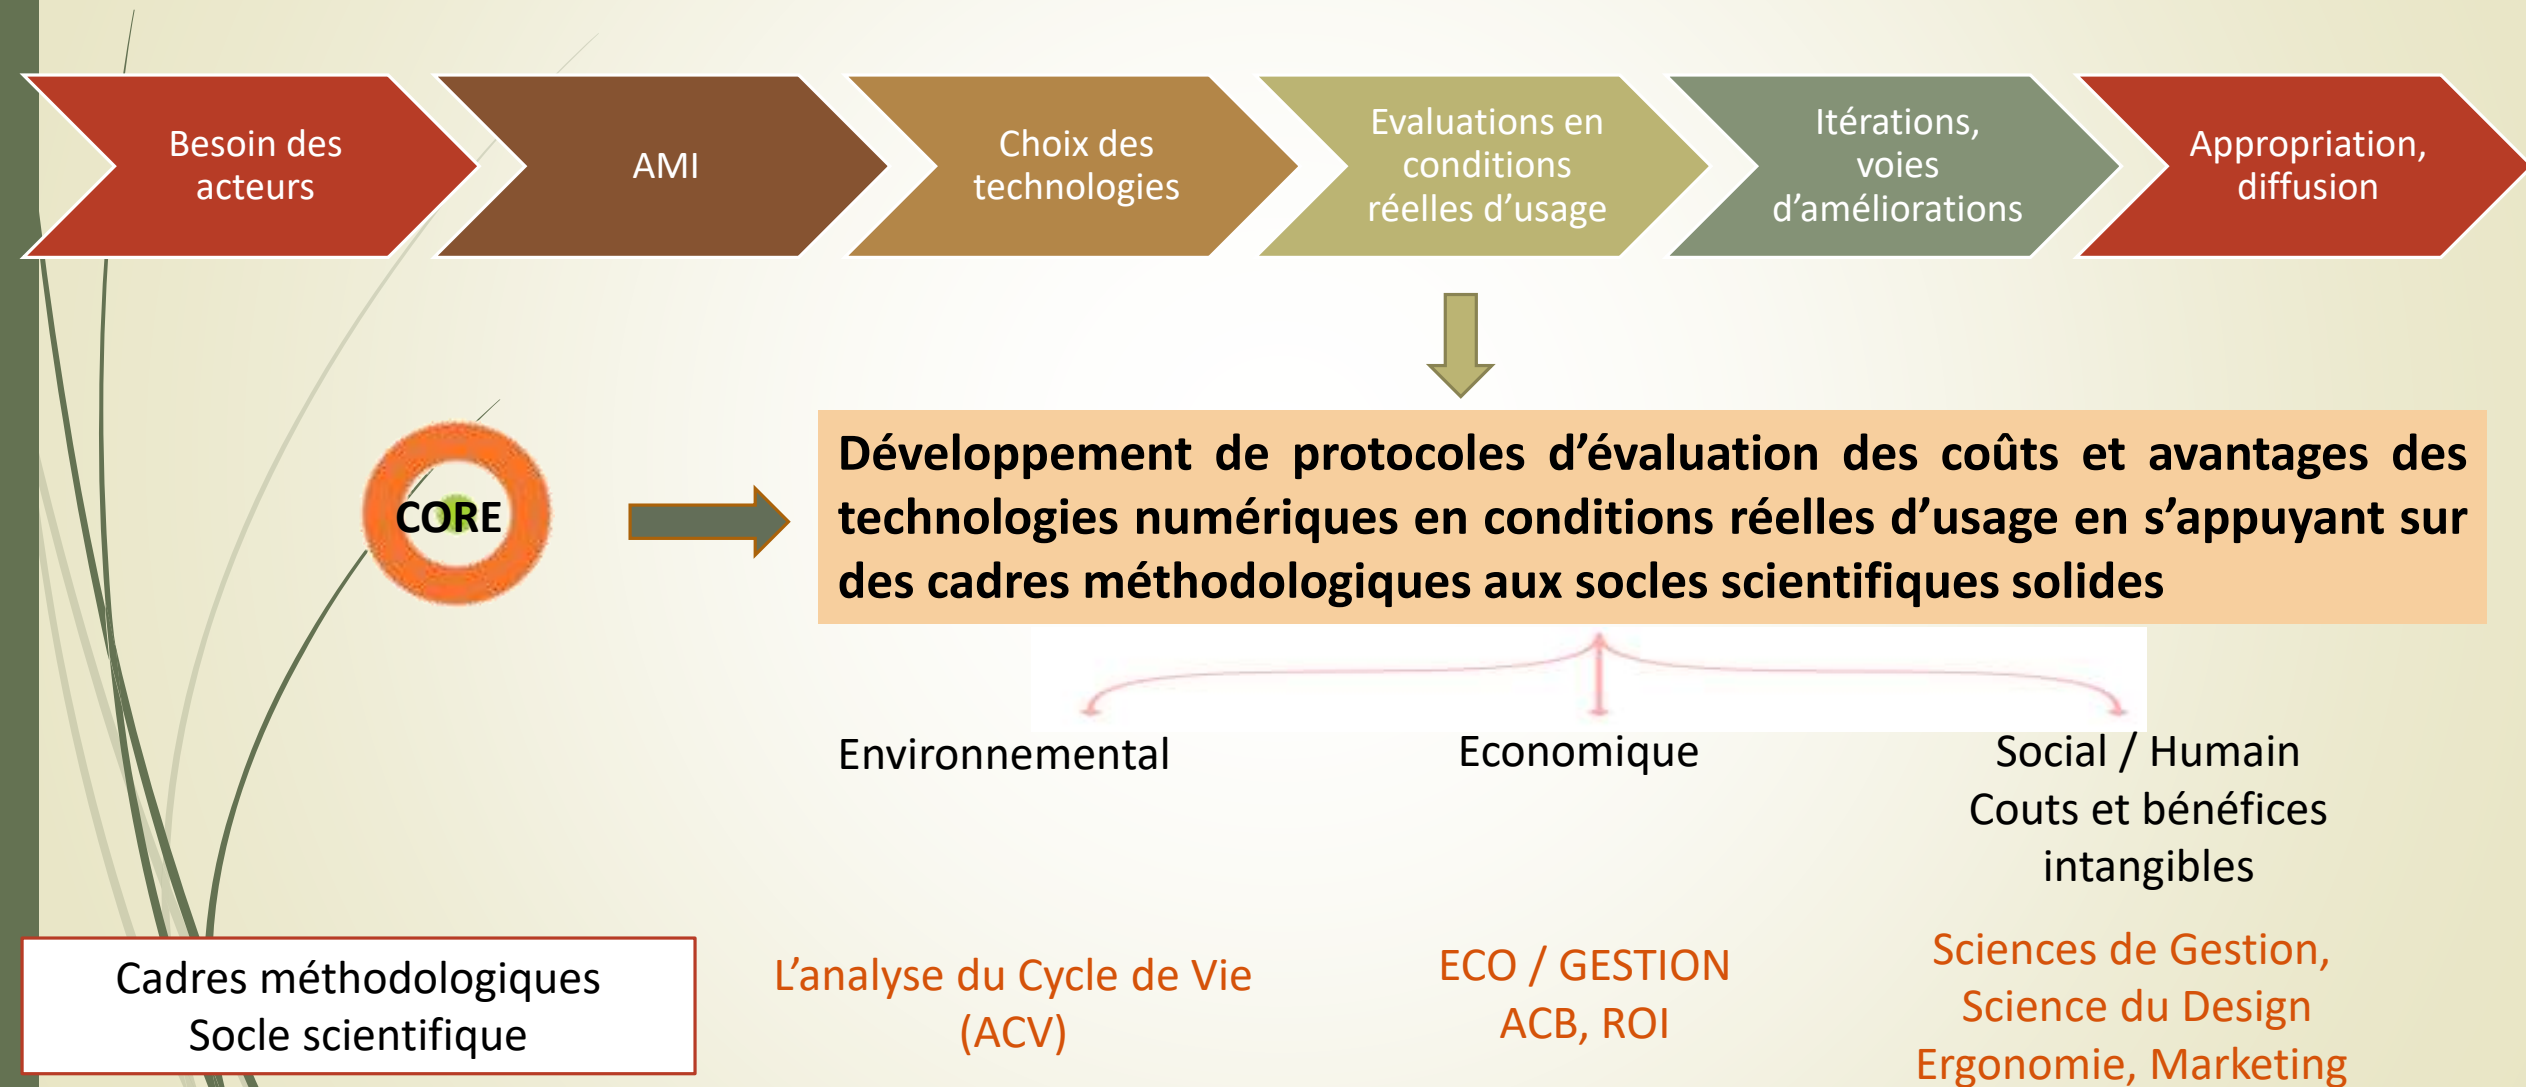 Besoin des
acteurs
AMI
Choix des
technologies
Evaluations en
conditions
réelles d’usage
Itérations,
voies
d’améliorations
Appropriation,
diffusion
CORE
Développement de protocoles d’évaluation des coûts et avantages des
technologies numériques en conditions réelles d’usage en s’appuyant sur
des cadres méthodologiques aux socles scientifiques solides
Environnemental
Economique
Social / Humain
Couts et bénéfices
intangibles
Cadres méthodologiques
Socle scientifique
L’analyse du Cycle de Vie
(ACV)
ECO / GESTION
ACB, ROI
Sciences de Gestion,
Science du Design
Ergonomie, Marketing